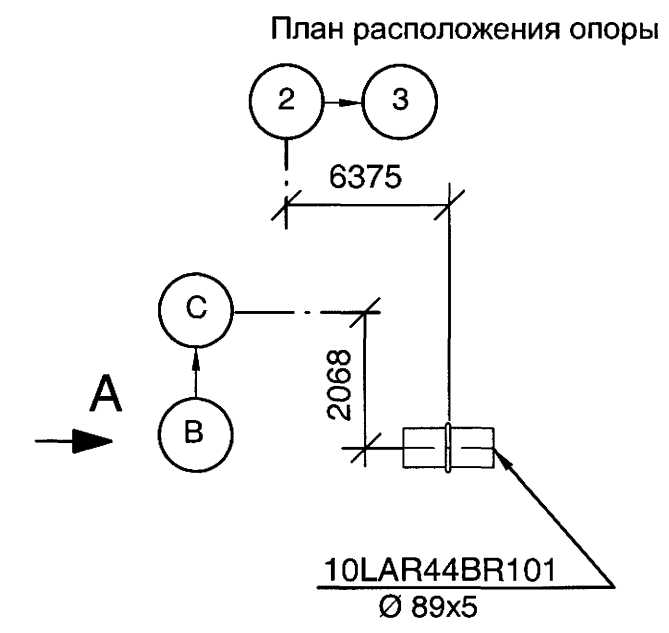 План расположения опоры
2
3
6375
C
2068
A
B
10LAR44BR101
Ø 89x5